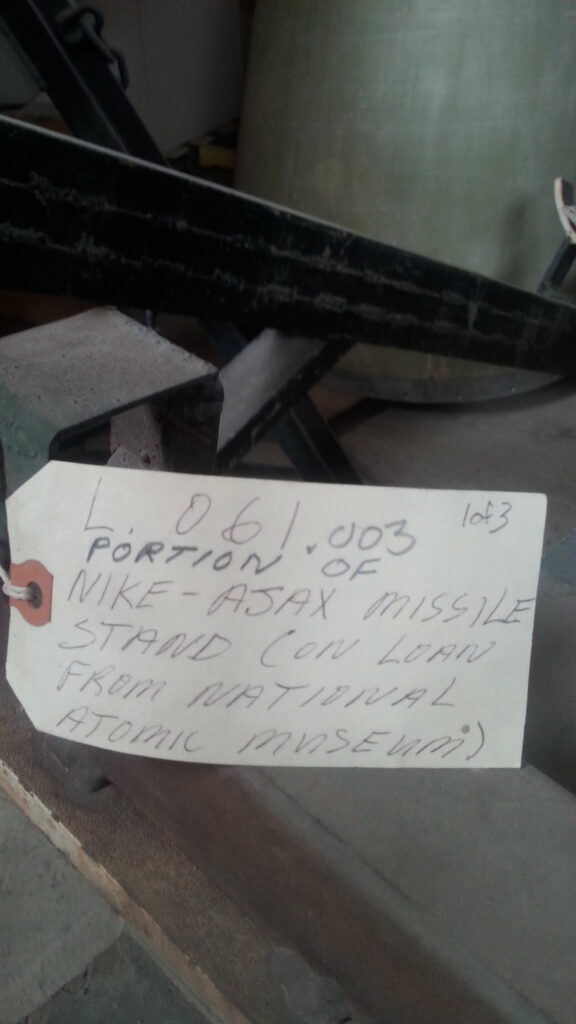 L. 061.003 1of3
PORTION OF
NIKE-AJAX MISSILE
STAND (ON LOAN
FROM NATIONAL
ATOMIC MUSEUM)